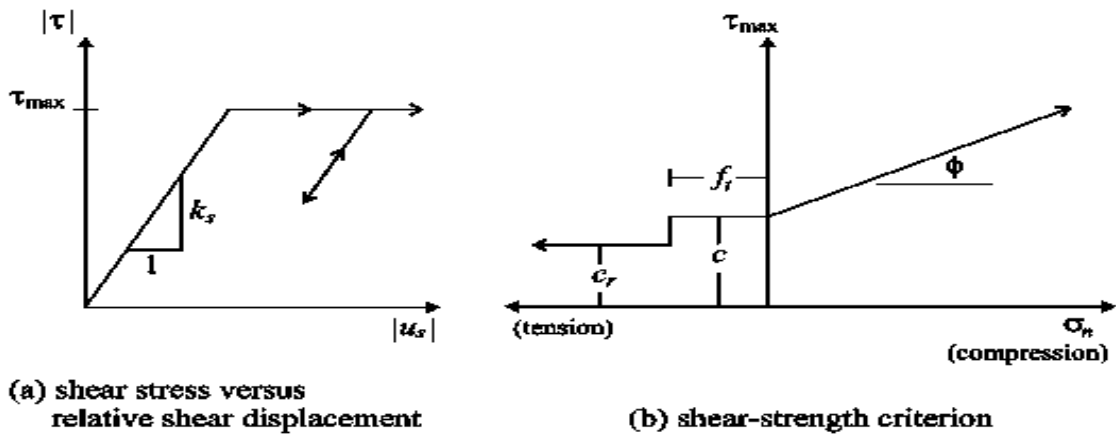 |τ|
τmax
kₛ
1
|uₛ|
(a) shear stress versus
relative shear displacement
τmax
fₜ
ϕ
c
cᵣ
(tension)
σₙ
(compression)
(b) shear-strength criterion